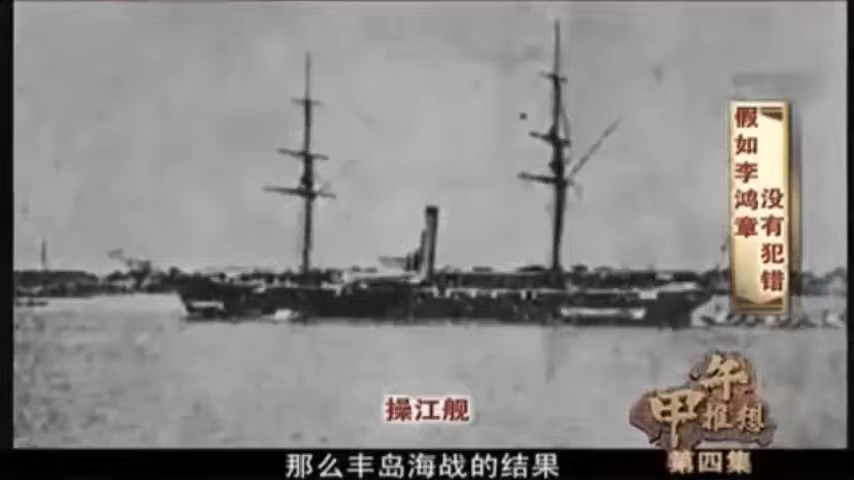 假如李鸿章
没有犯错
操江舰
甲午推想
第四集
那么丰岛海战的结果